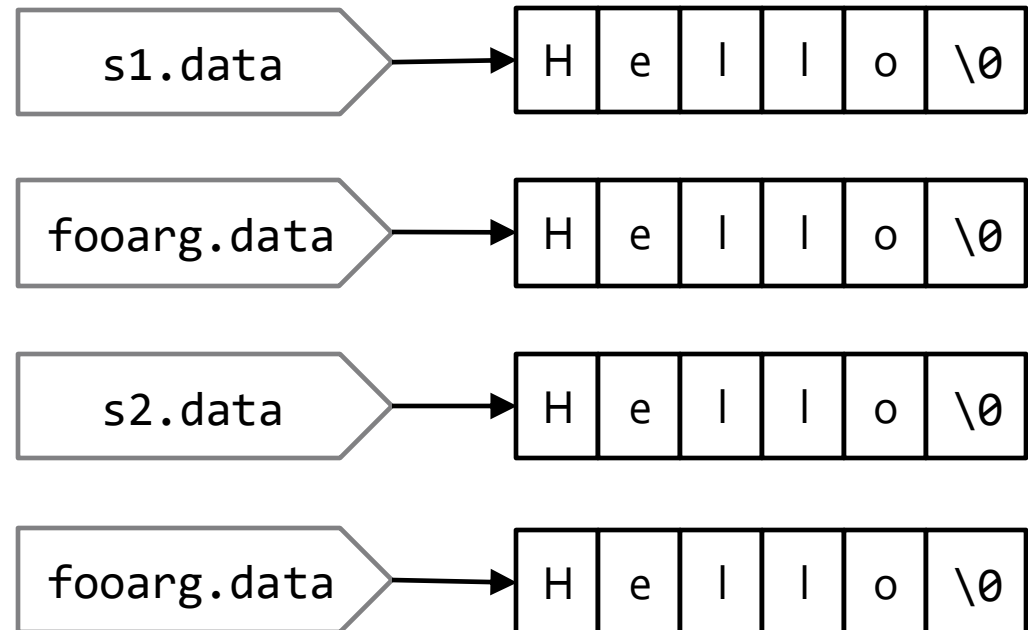 s1.data H e l l o \0
fooarg.data H e l l o \0
s2.data H e l l o \0
fooarg.data H e l l o \0